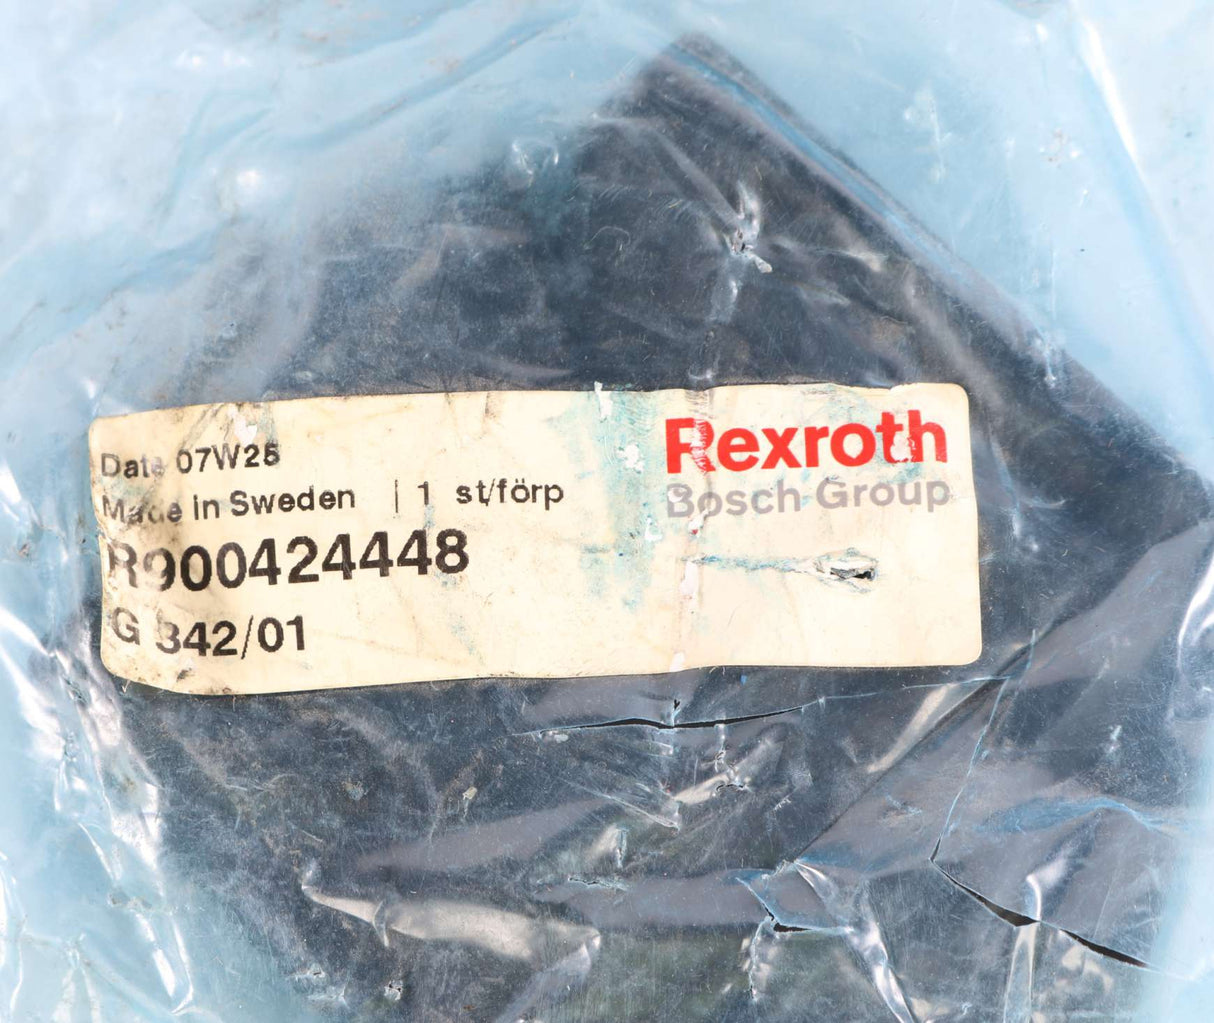 Date 07W25
Made in Sweden | 1 st/förp
R900424448
G 342/01
Rexroth
Bosch Group